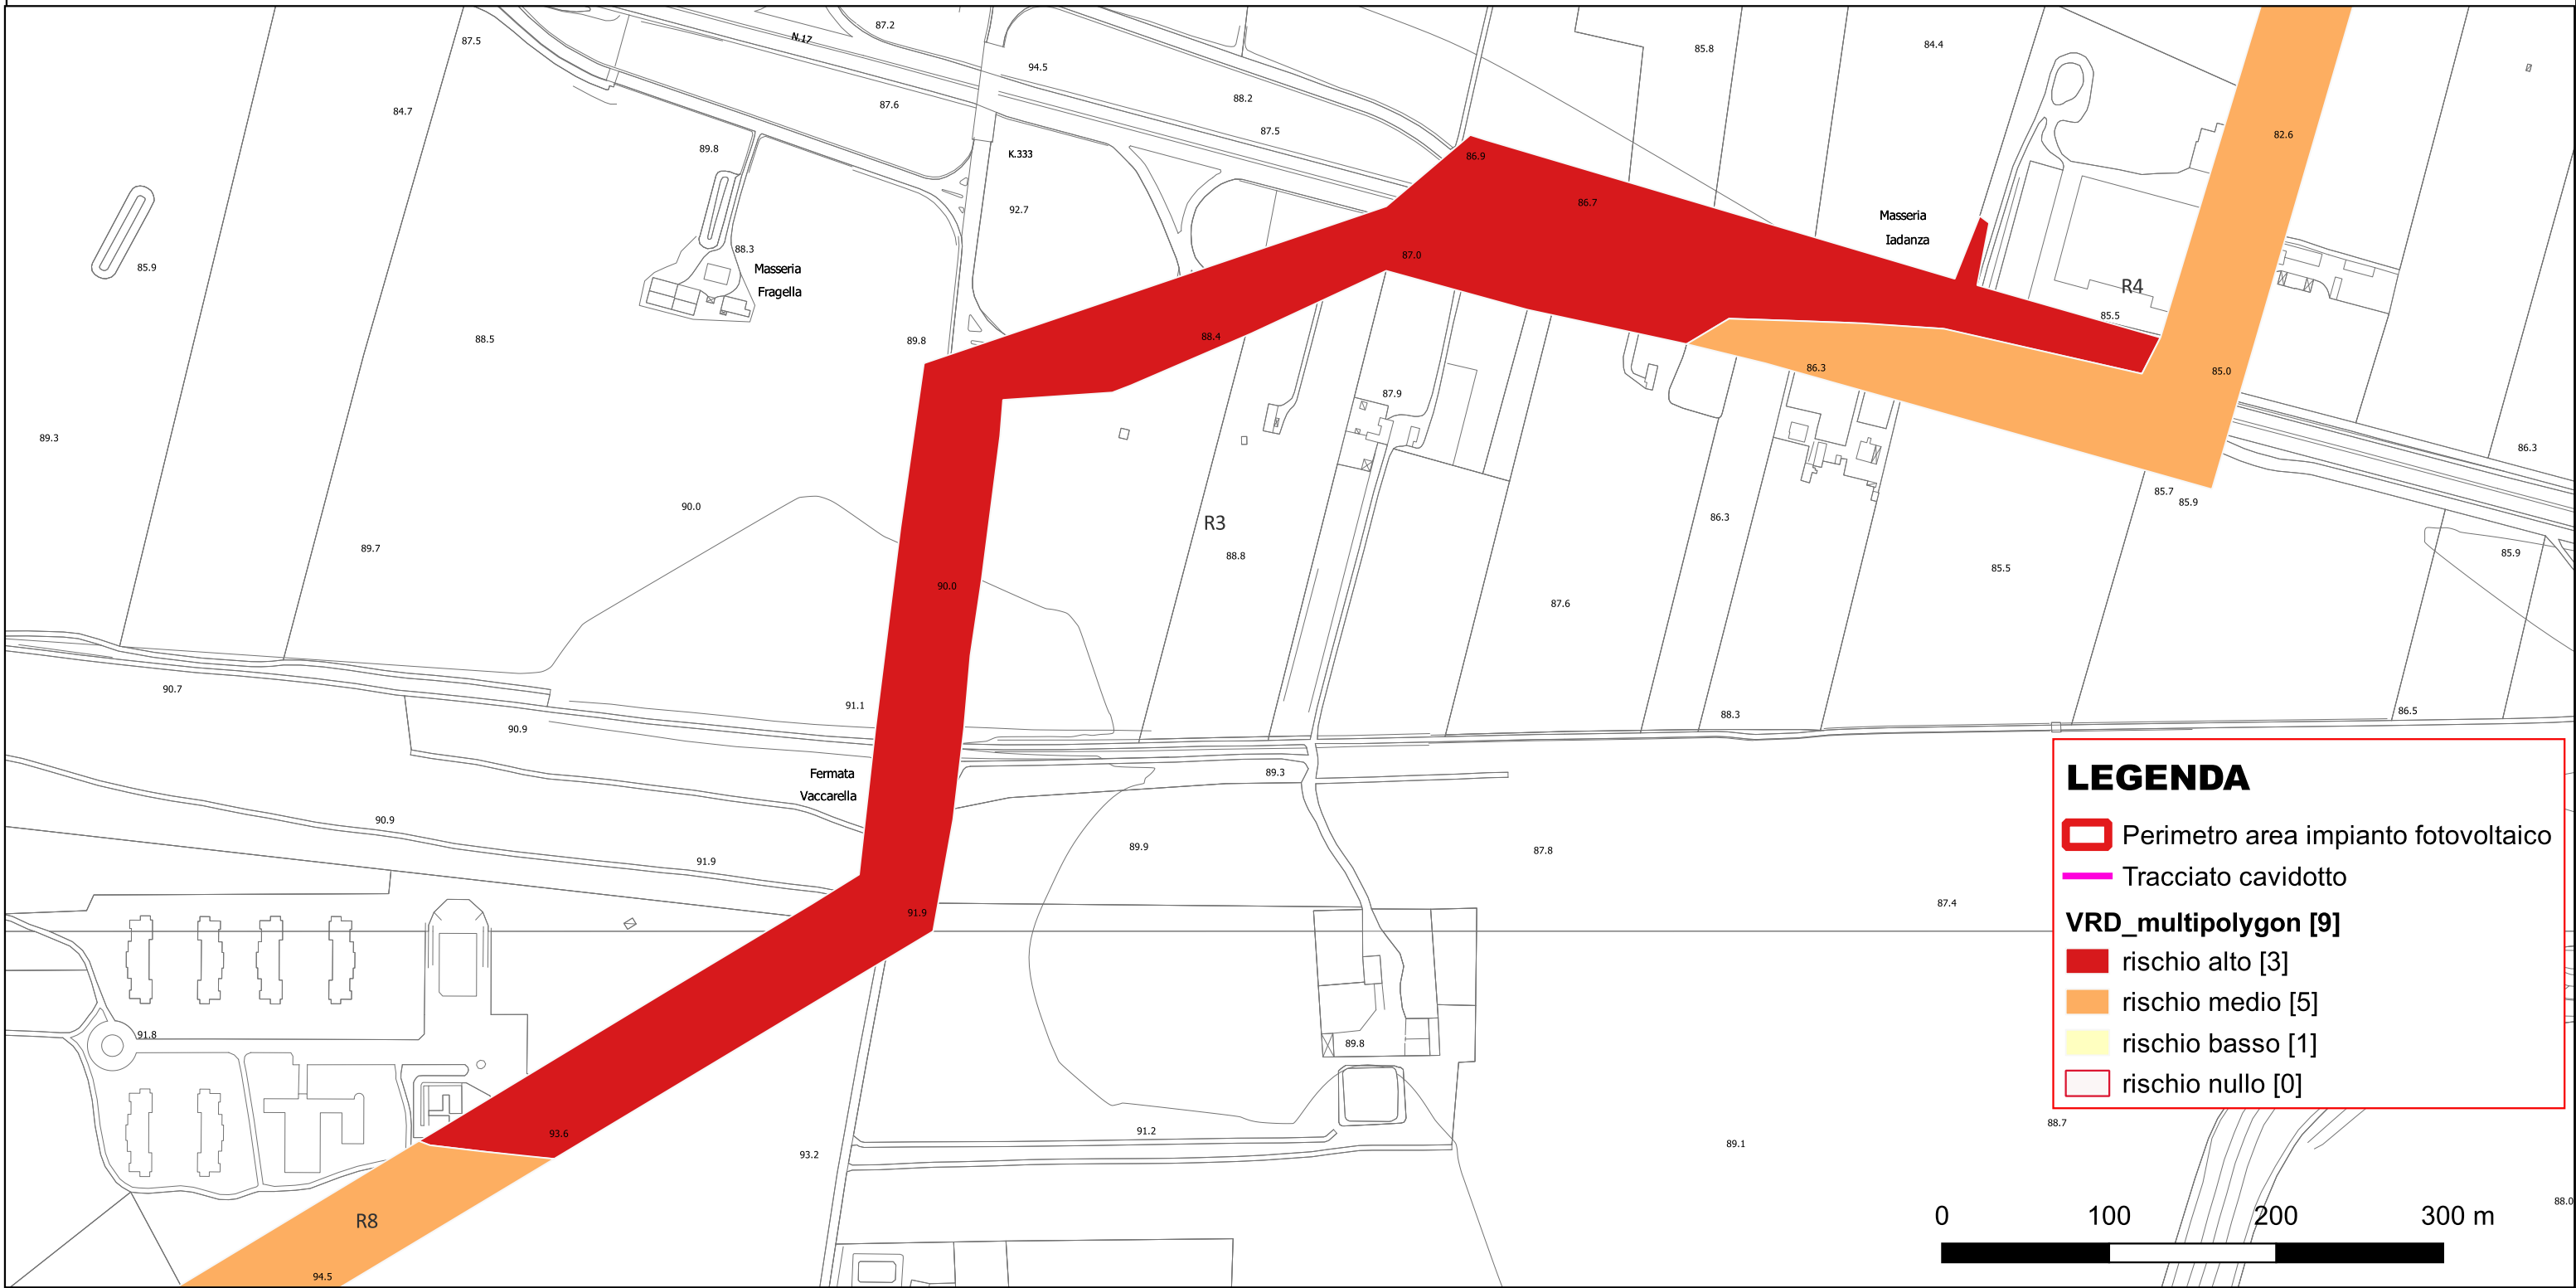 87.2
87.5
N.17
85.8
84.4
94.5
84.7
87.6
88.2
87.5
82.6
89.8
K.333
86.9
92.7
86.7
Masseria
Iadanza
88.3
87.0
85.9
Masseria
Fragella
R4
85.5
88.5
89.8
88.4
86.3
85.0
87.9
89.3
86.3
90.0
R3
86.3
85.7
85.9
89.7
88.8
85.9
85.5
90.0
87.6
90.7
91.1
90.9
88.3
86.5
Fermata
Vaccarella
89.3
90.9
91.9
89.9
87.8
91.9
87.4
91.8
89.8
93.6
91.2
93.2
89.1
88.7
R8
94.5
88.0
LEGENDA
Perimetro area impianto fotovoltaico
Tracciato cavidotto
VRD_multipolygon [9]
rischio alto [3]
rischio medio [5]
rischio basso [1]
rischio nullo [0]
0 100 200 300 m